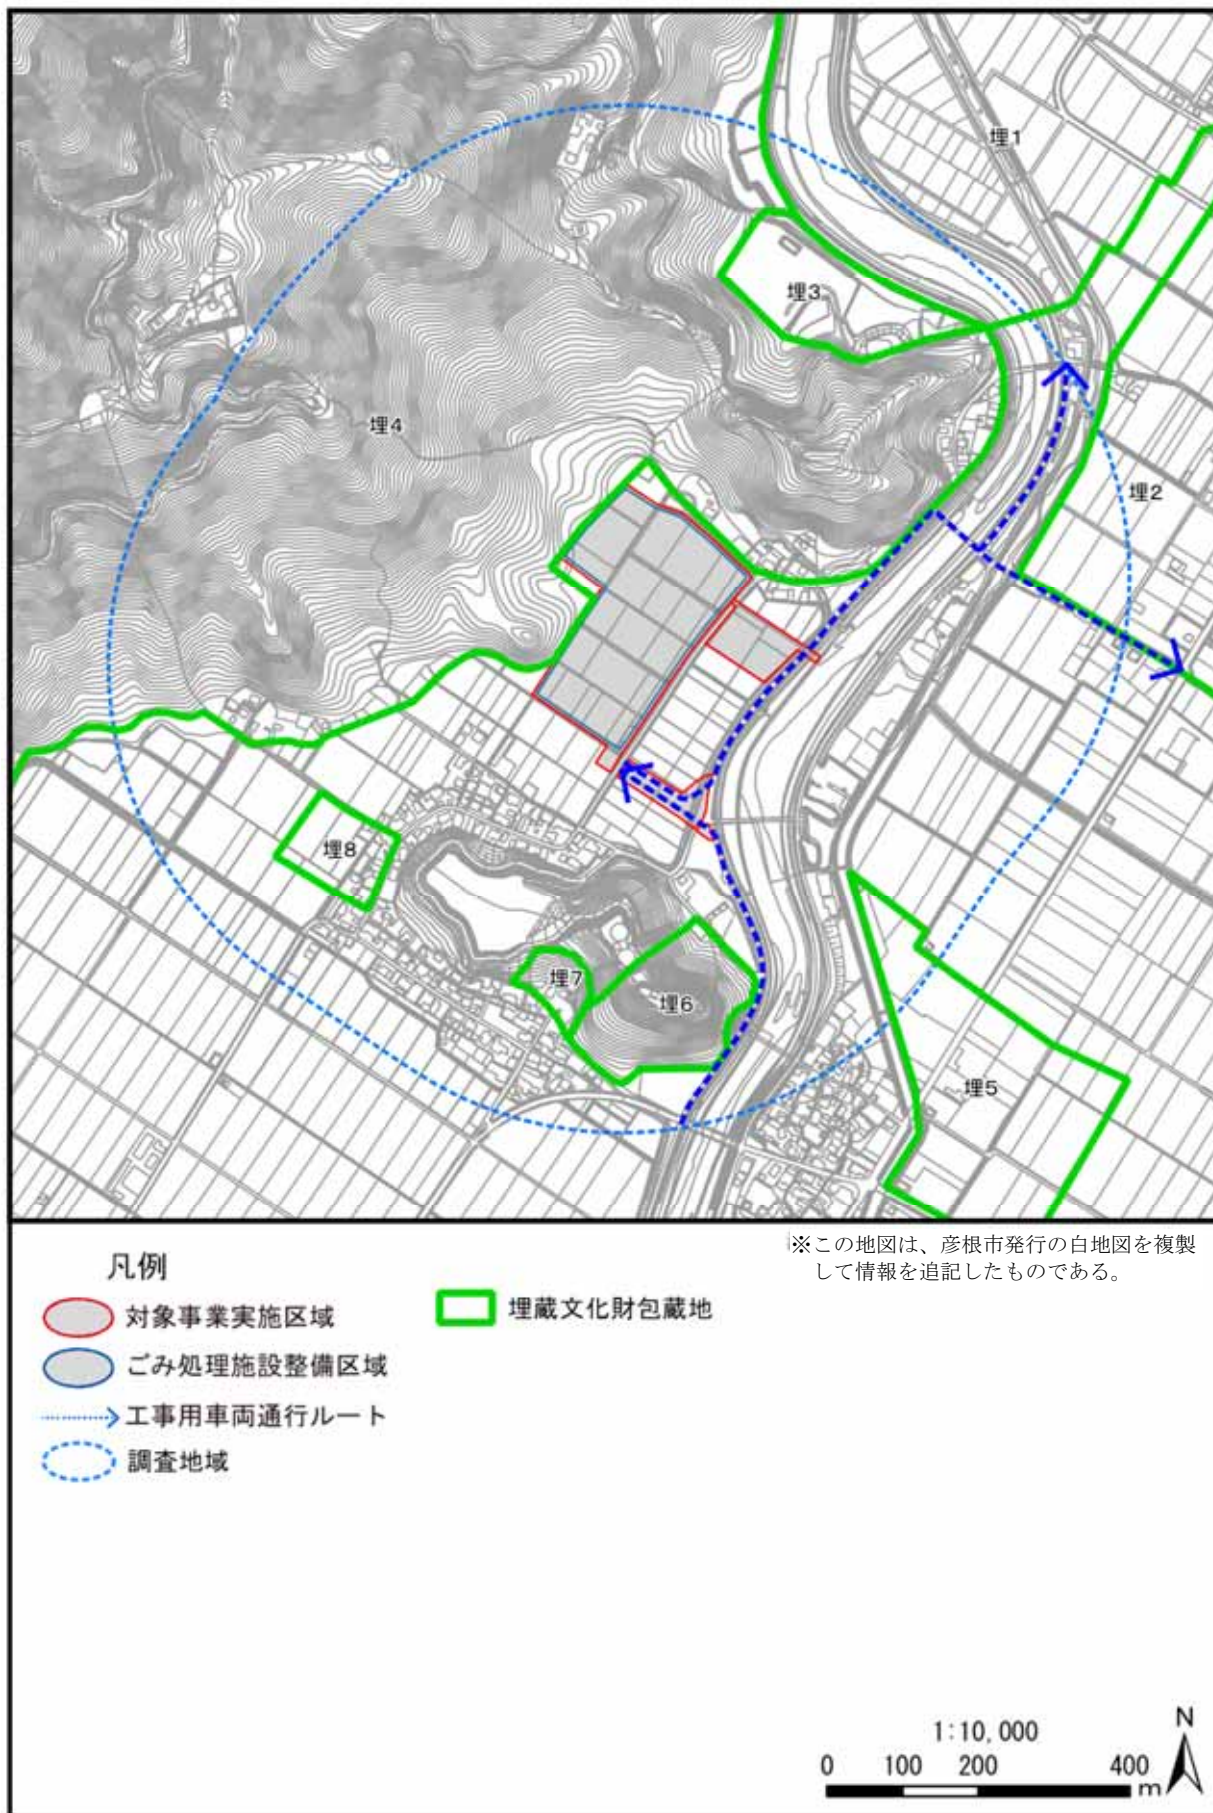 埋1
埋3
埋4
埋2
埋8
埋7
埋6
埋5
※この地図は、彦根市発行の白地図を複製
して情報を追記したものである。
凡例
対象事業実施区域
埋蔵文化財包蔵地
ごみ処理施設整備区域
工事用車両通行ルート
調査地域
N
1:10,000
0 100 200 400
m